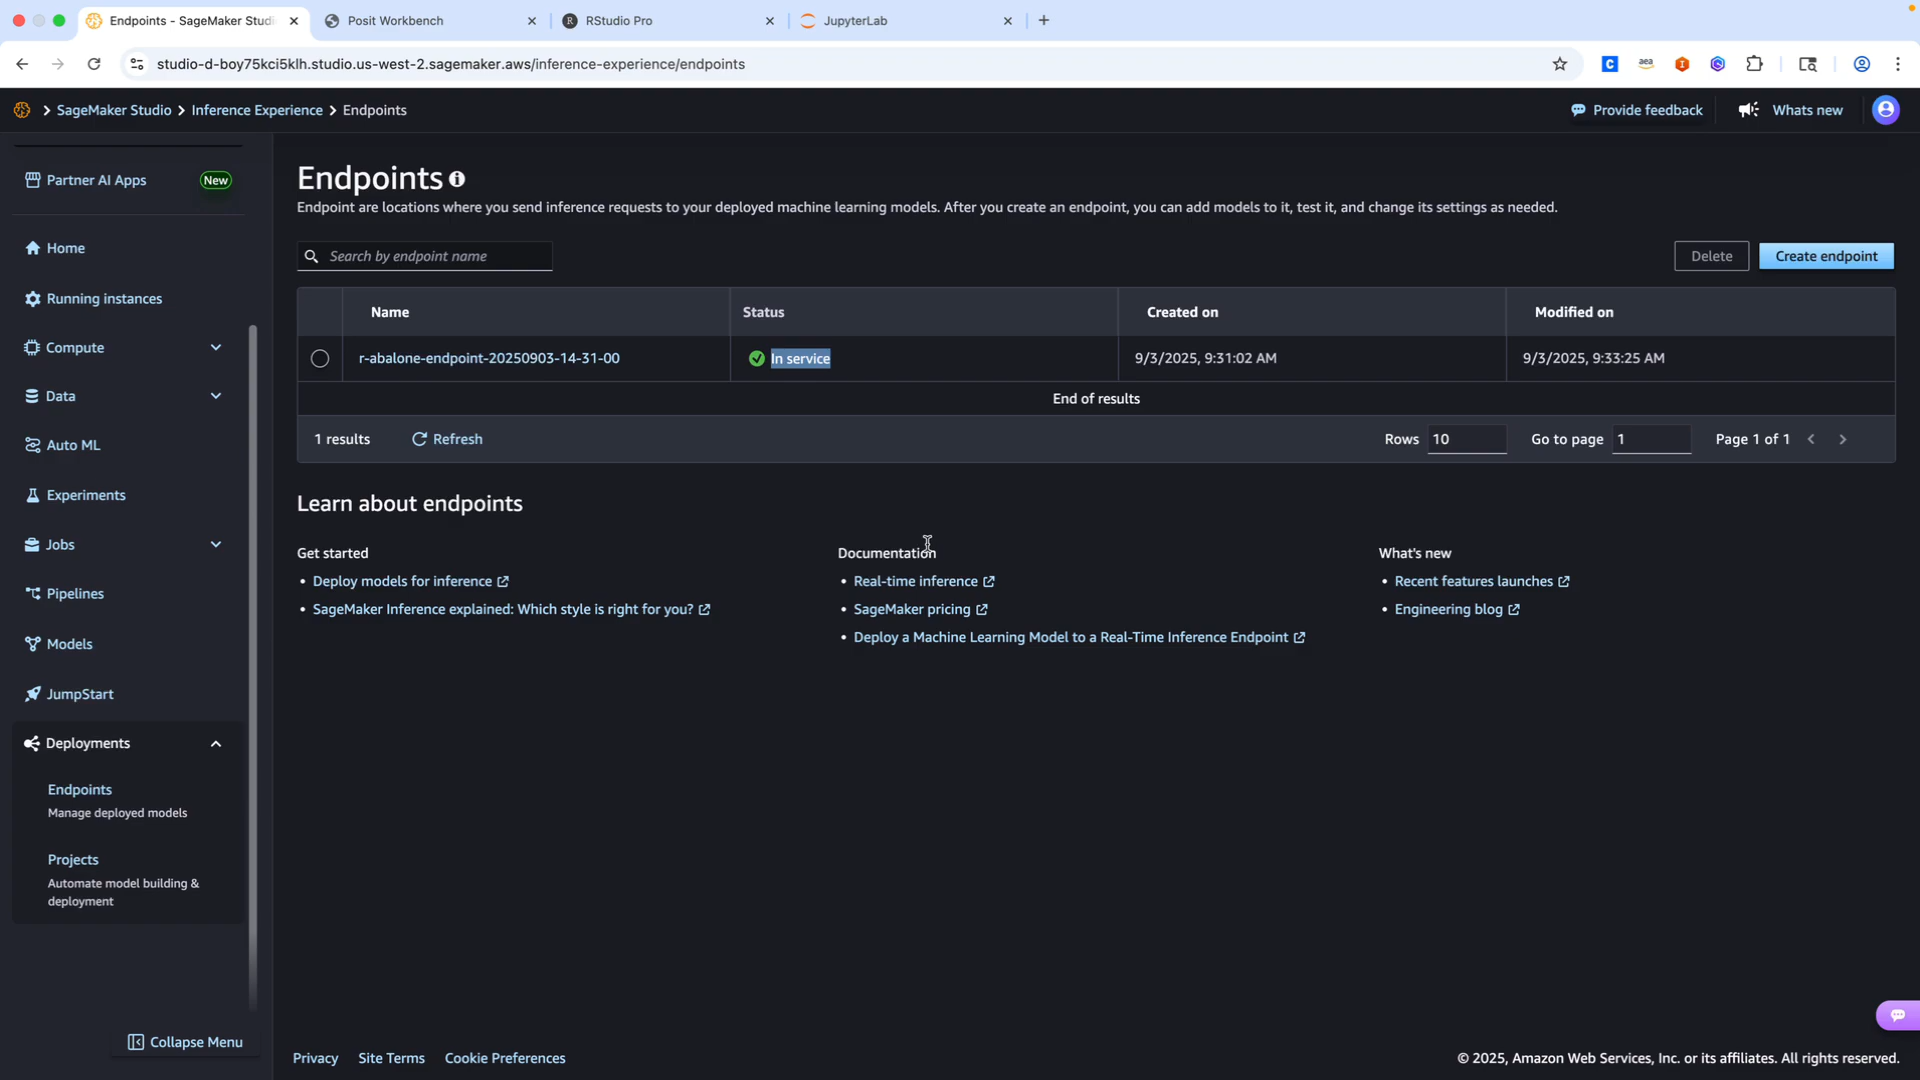 Endpoints - SageMaker Studi
Posit Workbench
RStudio Pro
JupyterLab
studio-d-boy75kci5klh.studio.us-west-2.sagemaker.aws/inference-experience/endpoints
SageMaker Studio > Inference Experience > Endpoints
Provide feedback
Whats new
Partner AI Apps
New
Home
Running instances
Compute
Data
Auto ML
Experiments
Jobs
Pipelines
Models
JumpStart
Deployments
Endpoints
Manage deployed models
Projects
Automate model building &
deployment
Collapse Menu
Endpoints
Endpoint are locations where you send inference requests to your deployed machine learning models. After you create an endpoint, you can add models to it, test it, and change its settings as needed.
Search by endpoint name
Delete
Create endpoint
Name Status Created on Modified on
r-abalone-endpoint-20250903-14-31-00 In service 9/3/2025, 9:31:02 AM 9/3/2025, 9:33:25 AM
End of results
1 results Refresh Rows 10 Go to page 1 Page 1 of 1
Learn about endpoints
Get started
• Deploy models for inference
• SageMaker Inference explained: Which style is right for you?
Documentation
• Real-time inference
• SageMaker pricing
• Deploy a Machine Learning Model to a Real-Time Inference Endpoint
What's new
• Recent features launches
• Engineering blog
Privacy Site Terms Cookie Preferences
© 2025, Amazon Web Services, Inc. or its affiliates. All rights reserved.